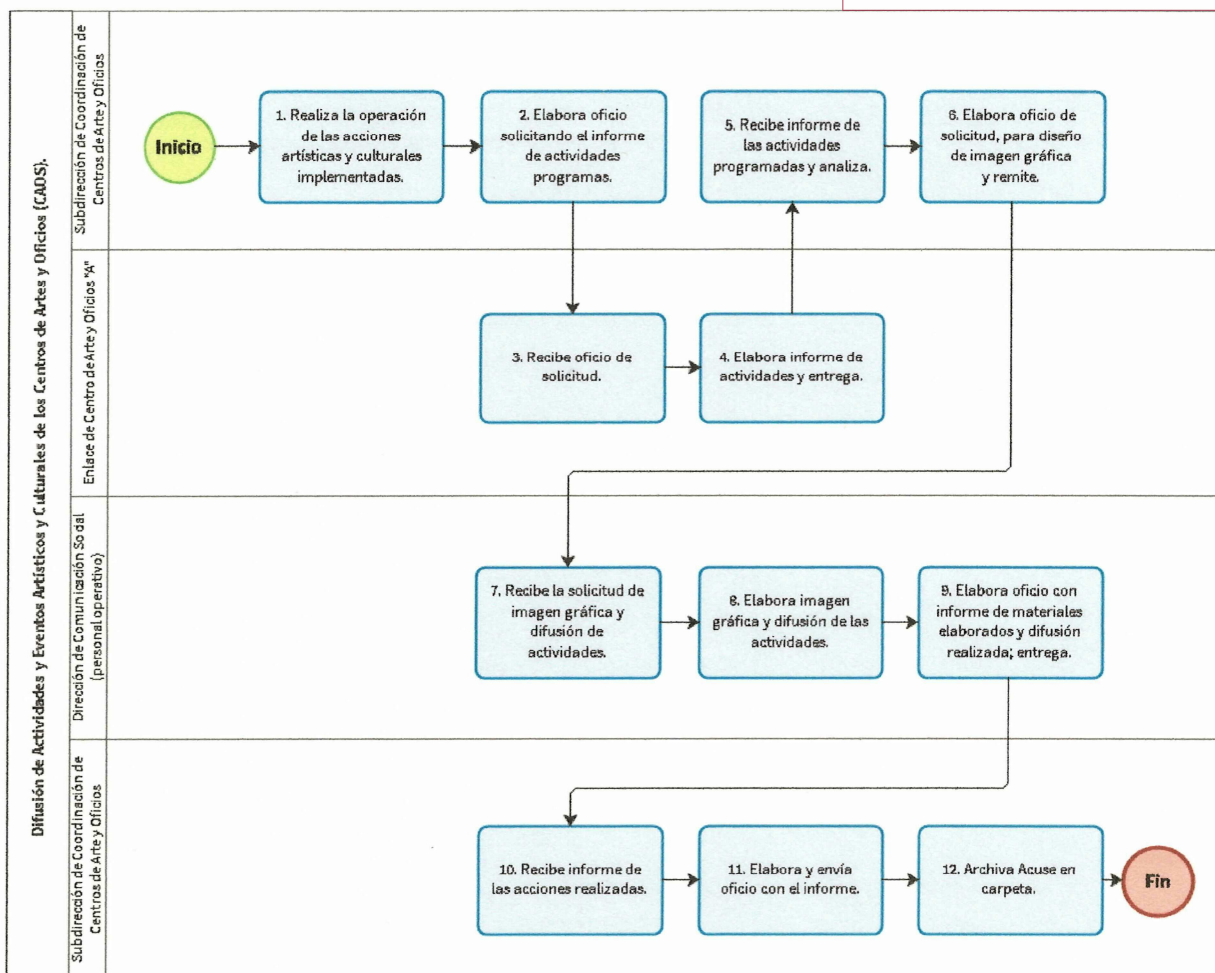 Difusión de Actividades y Eventos Artísticos y Culturales de los Centros de Artes y Oficios (CAOS).
Subdirección de Coordinación de
Centros de Arte y Oficios
Inicio
1. Realiza la operación
de las acciones
artísticas y culturales
implementadas.
2. Elabora oficio
solicitando el informe
de actividades
programas.
5. Recibe informe de
las actividades
programadas y analiza.
6. Elabora oficio de
solicitud, para diseño
de imagen gráfica
y remite.
Enlace de Centro de Arte y Oficios "A"
3. Recibe oficio de
solicitud.
4. Elabora informe de
actividades y entrega.
Dirección de Comunicación Social
(personal operativo)
7. Recibe la solicitud de
imagen gráfica y
difusión de
actividades.
8. Elabora imagen
gráfica y difusión de las
actividades.
9. Elabora oficio con
informe de materiales
elaborados y difusión
realizada; entrega.
Subdirección de Coordinación de
Centros de Arte y Oficios
10. Recibe informe de
las acciones realizadas.
11. Elabora y envía
oficio con el informe.
12. Archiva Acuse en
carpeta.
Fin